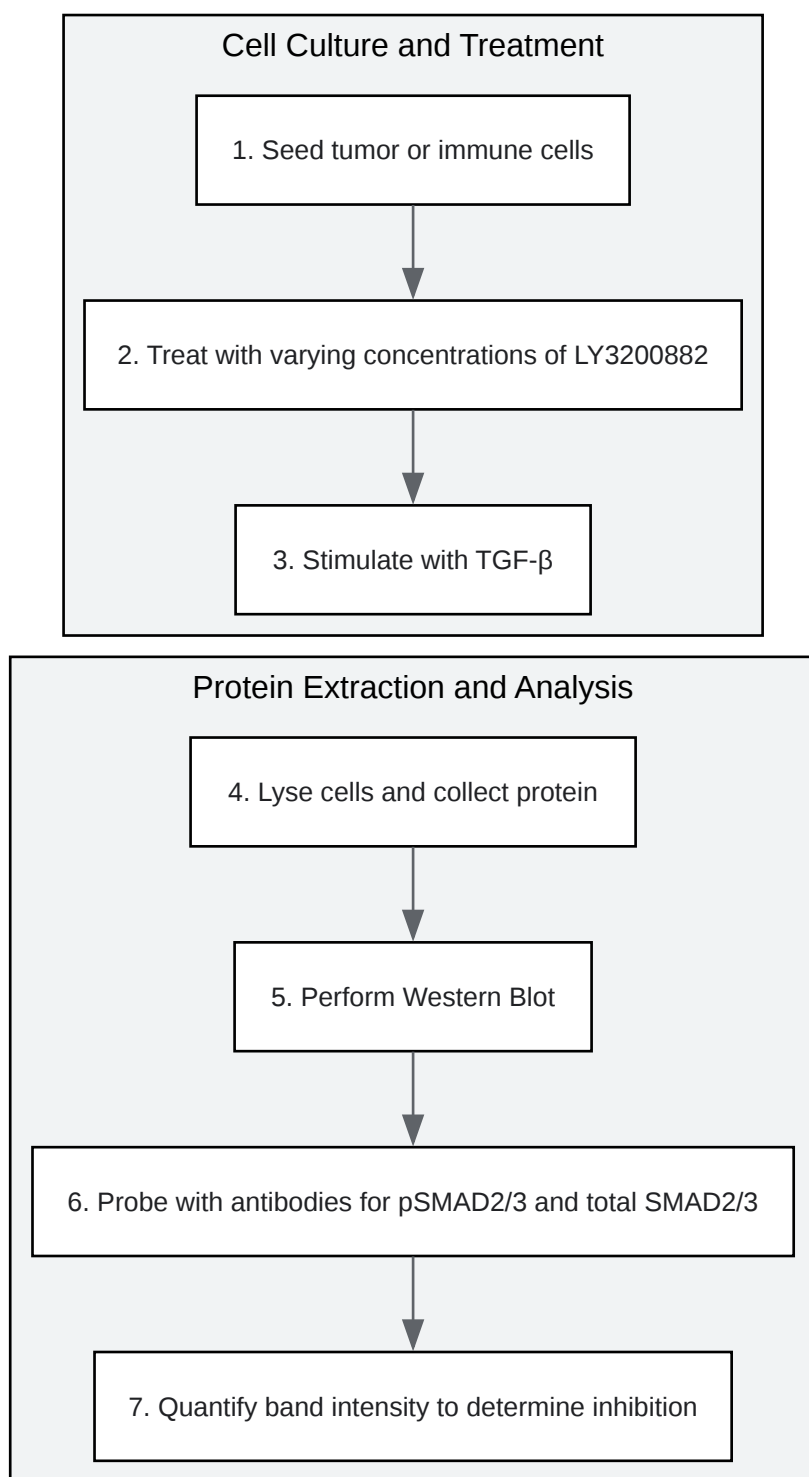 Cell Culture and Treatment
1. Seed tumor or immune cells
2. Treat with varying concentrations of LY3200882
3. Stimulate with TGF-β
Protein Extraction and Analysis
4. Lyse cells and collect protein
5. Perform Western Blot
6. Probe with antibodies for pSMAD2/3 and total SMAD2/3
7. Quantify band intensity to determine inhibition